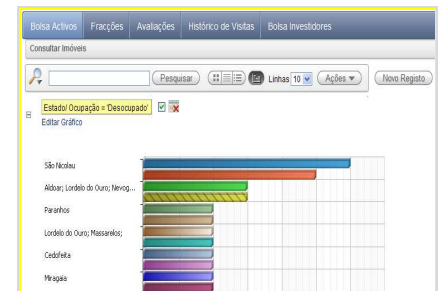 Bolsa Activos Fracções Avaliações Histórico de Visitas Bolsa Investidores
Consultar Imóveis
Pesquisar Linhas 10 Ações Novo Registo
Estado/ Ocupação = 'Desocupado'
Editar Gráfico
São Nicolau
Aldoar; Lordelo do Ouro; Nevog...
Paranhos
Lordelo do Ouro; Massarelos;
Cedofeita
Miragaia